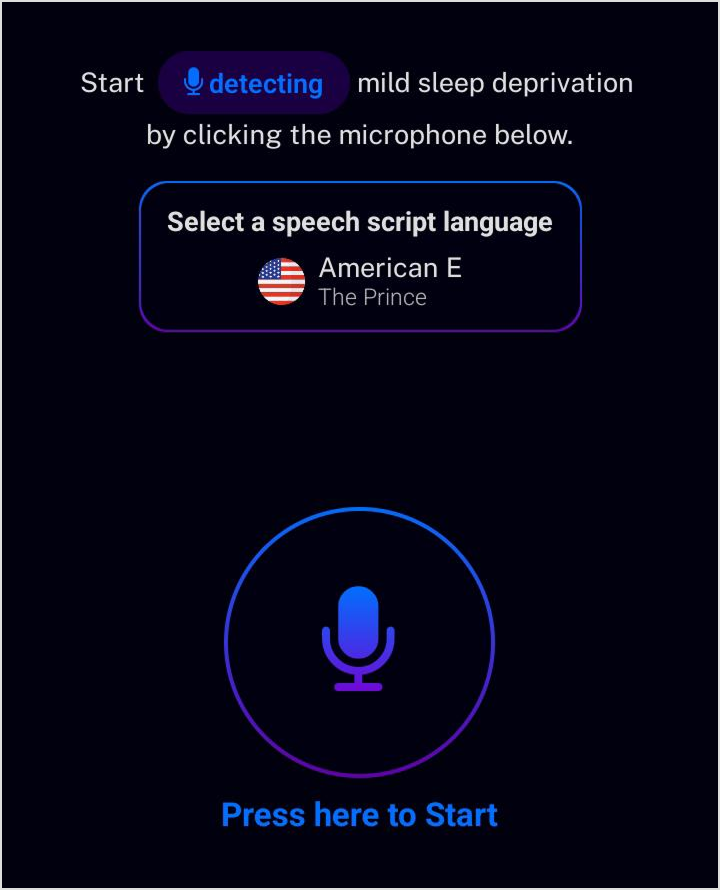 Start detecting mild sleep deprivation
by clicking the microphone below.
Select a speech script language
American E
The Prince
Press here to Start